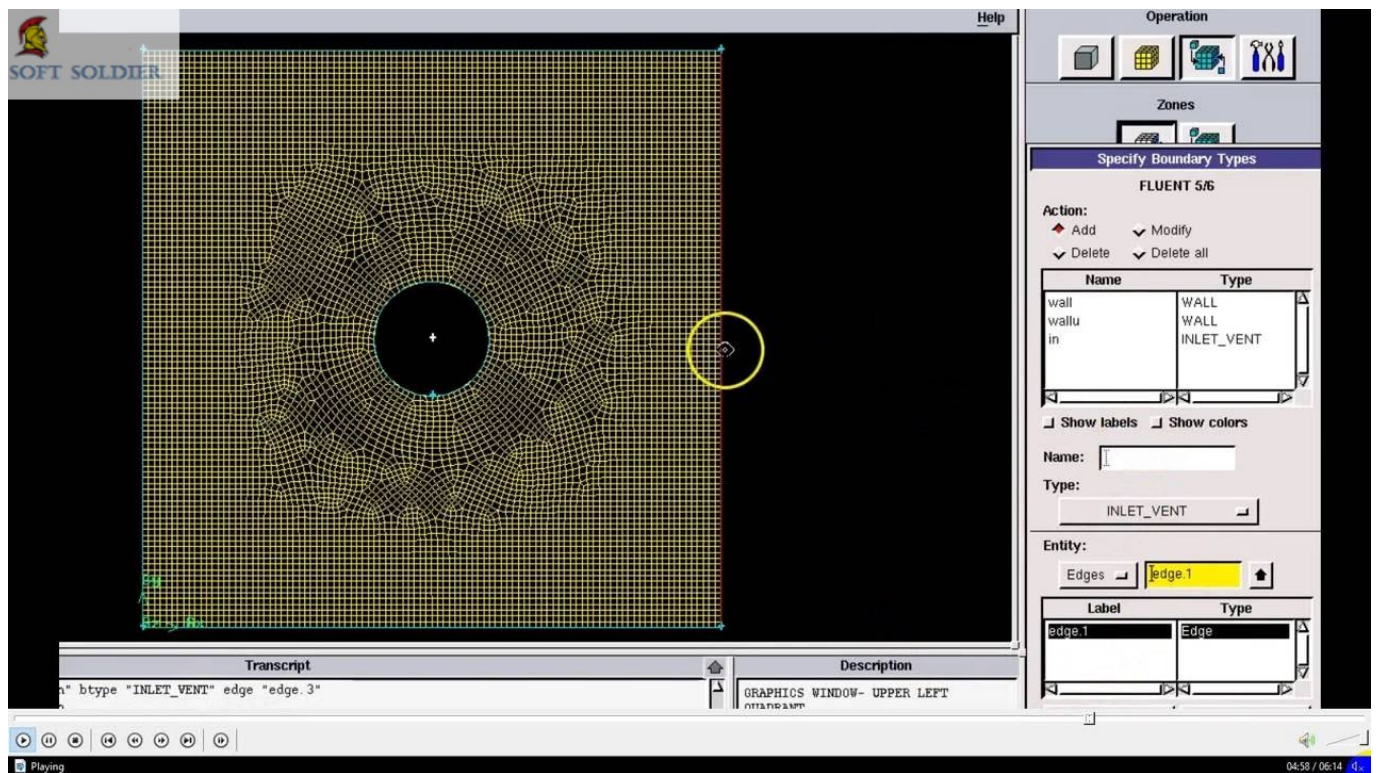 SOFT SOLDIER
Help
Operation
Zones
Specify Boundary Types
FLUENT 5/6
Action:
Add Modify
Delete Delete all
Name Type
wall WALL
wallu WALL
in INLET_VENT
Show labels Show colors
Name:
Type:
INLET_VENT
Entity:
Edges edge.1
Label Type
edge.1 Edge
Transcript Description
n" btype "INLET_VENT" edge "edge.3"
GRAPHICS WINDOW- UPPER LEFT
QUADRANT
Playing 04:58 / 06:14